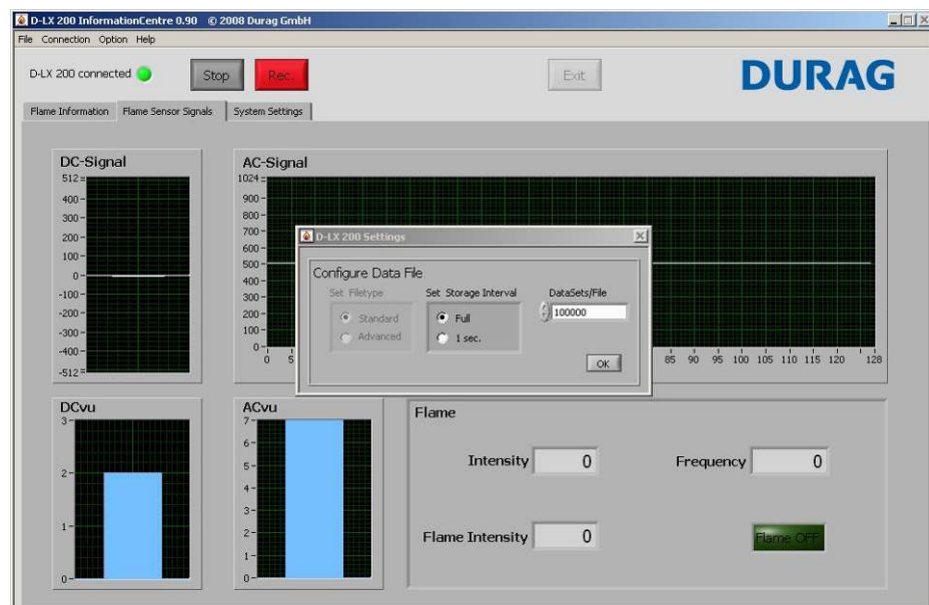 D-LX 200 InformationCentre 0.90 © 2008 Durag GmbH
File Connection Option Help
D-LX 200 connected
Stop
Rec.
Exit
DURAG
Flame Information
Flame Sensor Signals
System Settings
DC-Signal
512
400
300
200
100
0
-100
-200
-300
-400
-512
AC-Signal
1024
900
800
700
600
500
400
300
200
100
0
0 5 85 90 95 100 105 110 115 120 128
D-LX 200 Settings
Configure Data File
Set Filetype
Standard
Advanced
Set Storage Interval
Full
1 sec.
DataSets/File
100000
OK
DCvu
3
2
1
0
ACvu
7
6
5
4
3
2
1
0
Flame
Intensity 0
Frequency 0
Flame Intensity 0
Flame OFF